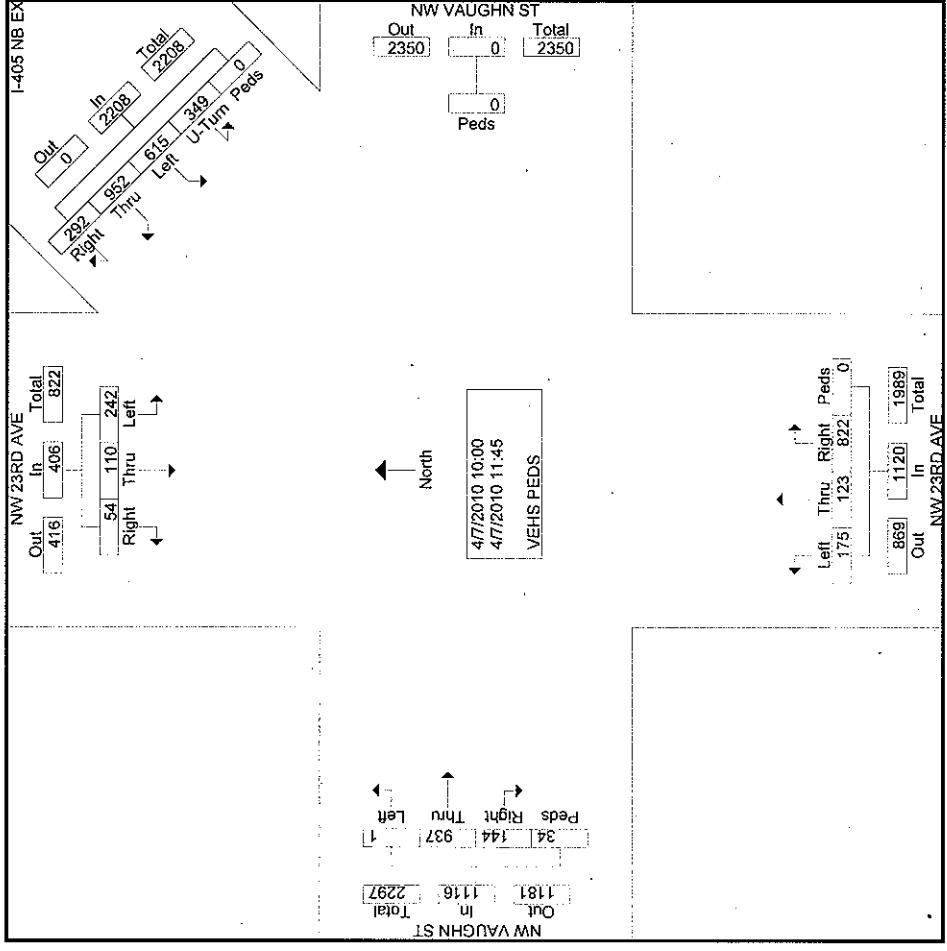 I-405 NB EX
Out In Total
0 2208 2208
292 952 615 349 0
Right Thru Left U-Turn Peds
NW VAUGHN ST
Out In Total
2350 0 2350
0
Peds
NW 23RD AVE
Out In Total
416 406 822
54 110 242
Right Thru Left
North
4/7/2010 10:00
4/7/2010 11:45
VEHS PEDS
Left Thru Right Peds
175 123 822 0
869 1120 1989
Out In Total
NW 23RD AVE
NW VAUGHN ST
Total In Out
2297 1116 1181
1 937 144 34
Left Thru Right Peds